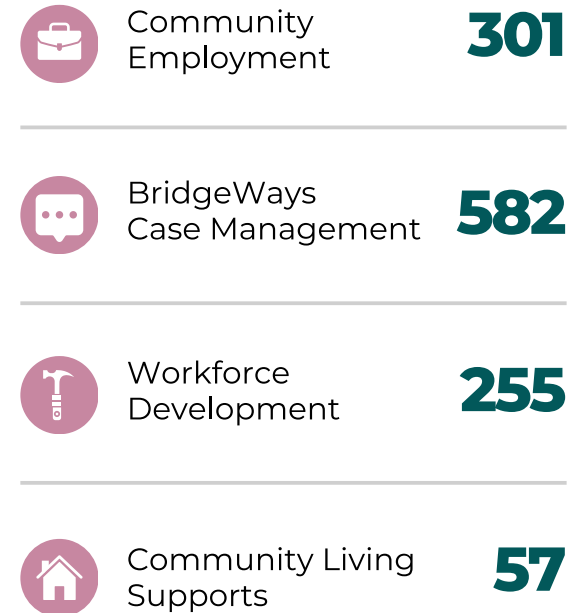 Community
Employment
301
BridgeWays
Case Management
582
Workforce
Development
255
Community Living
Supports
57